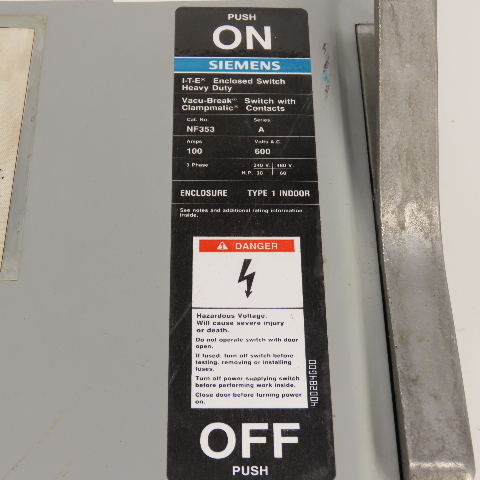 PUSH
ON
SIEMENS
I-T-E® Enclosed Switch
Heavy Duty
Vacu-Break® Switch with
Clampmatic® Contacts
Cat. No. Series
NF353 A
Amps Volts A.C.
100 600
3 Phase 240 V. 480 V.
H.P. 30 60
ENCLOSURE TYPE 1 INDOOR
See notes and additional rating information
inside.
DANGER
Hazardous Voltage.
Will cause severe injury
or death.
Do not operate switch with door
open.
If fused, turn off switch before
testing, removing or installing
fuses.
Turn off power supplying switch
before performing work inside.
Close door before turning power
on.
OFF
PUSH